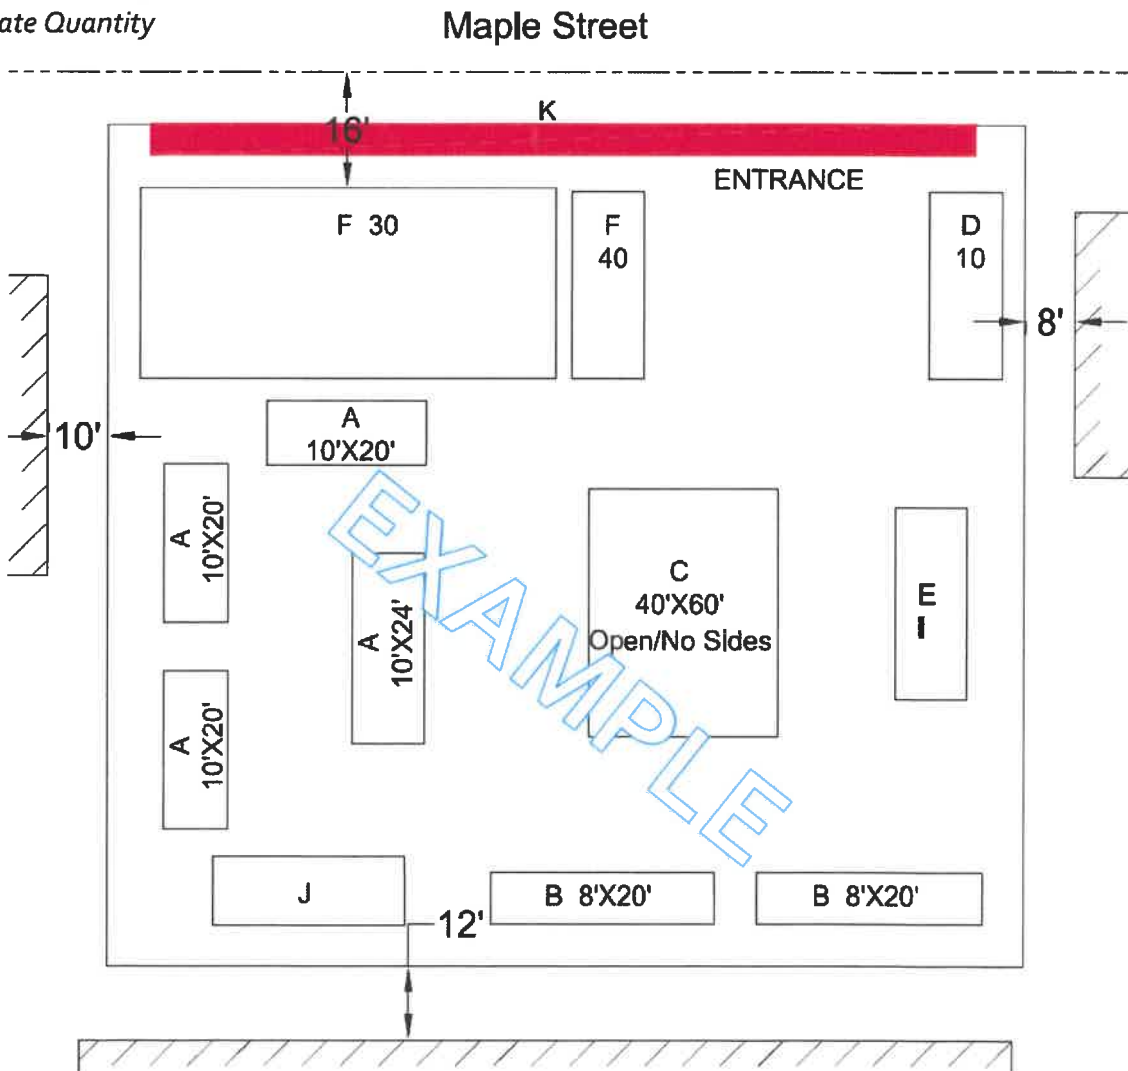 ate Quantity
Maple Street
K
16'
ENTRANCE
F 30
F
40
D
10
8'
10'
A
10'X20'
A
10'X20'
A
10'X24'
C
40'X60'
Open/No Sides
E
A
10'X20'
EXAMPLE
J
12'
B 8'X20'
B 8'X20'